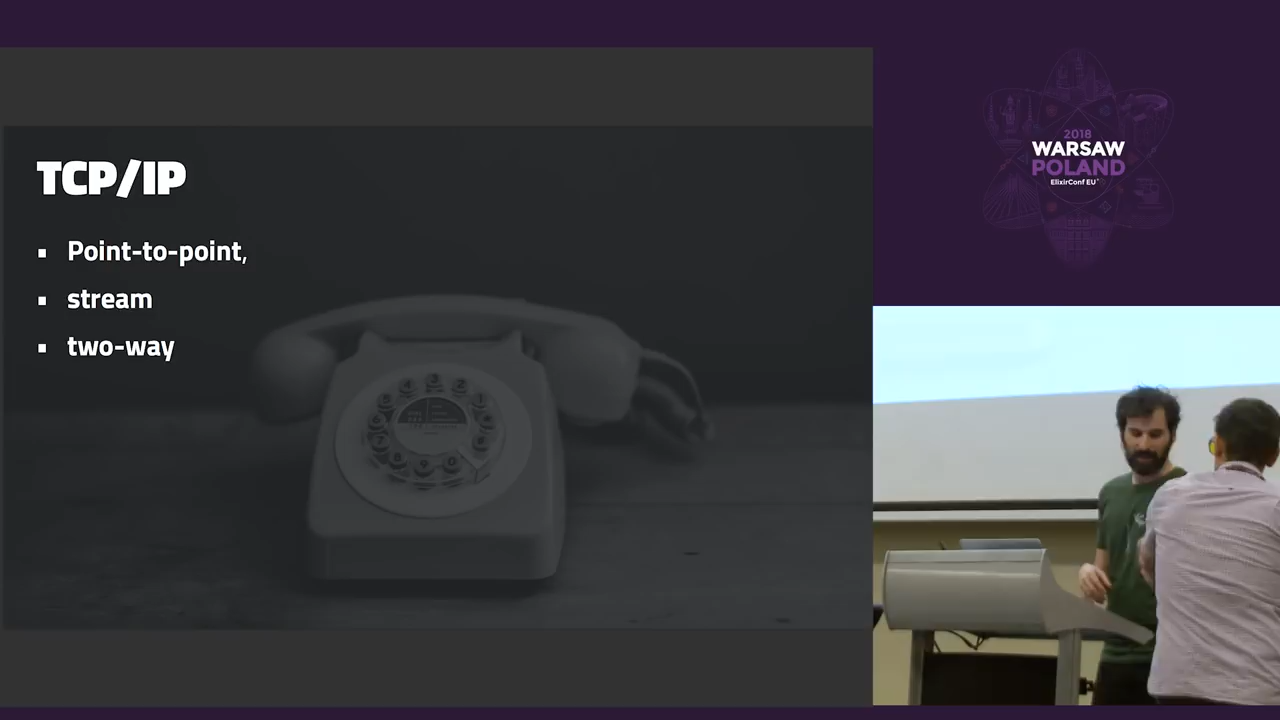 TCP/IP
▪ Point-to-point,
▪ stream
▪ two-way
2018
WARSAW
POLAND
ElixirConf EU